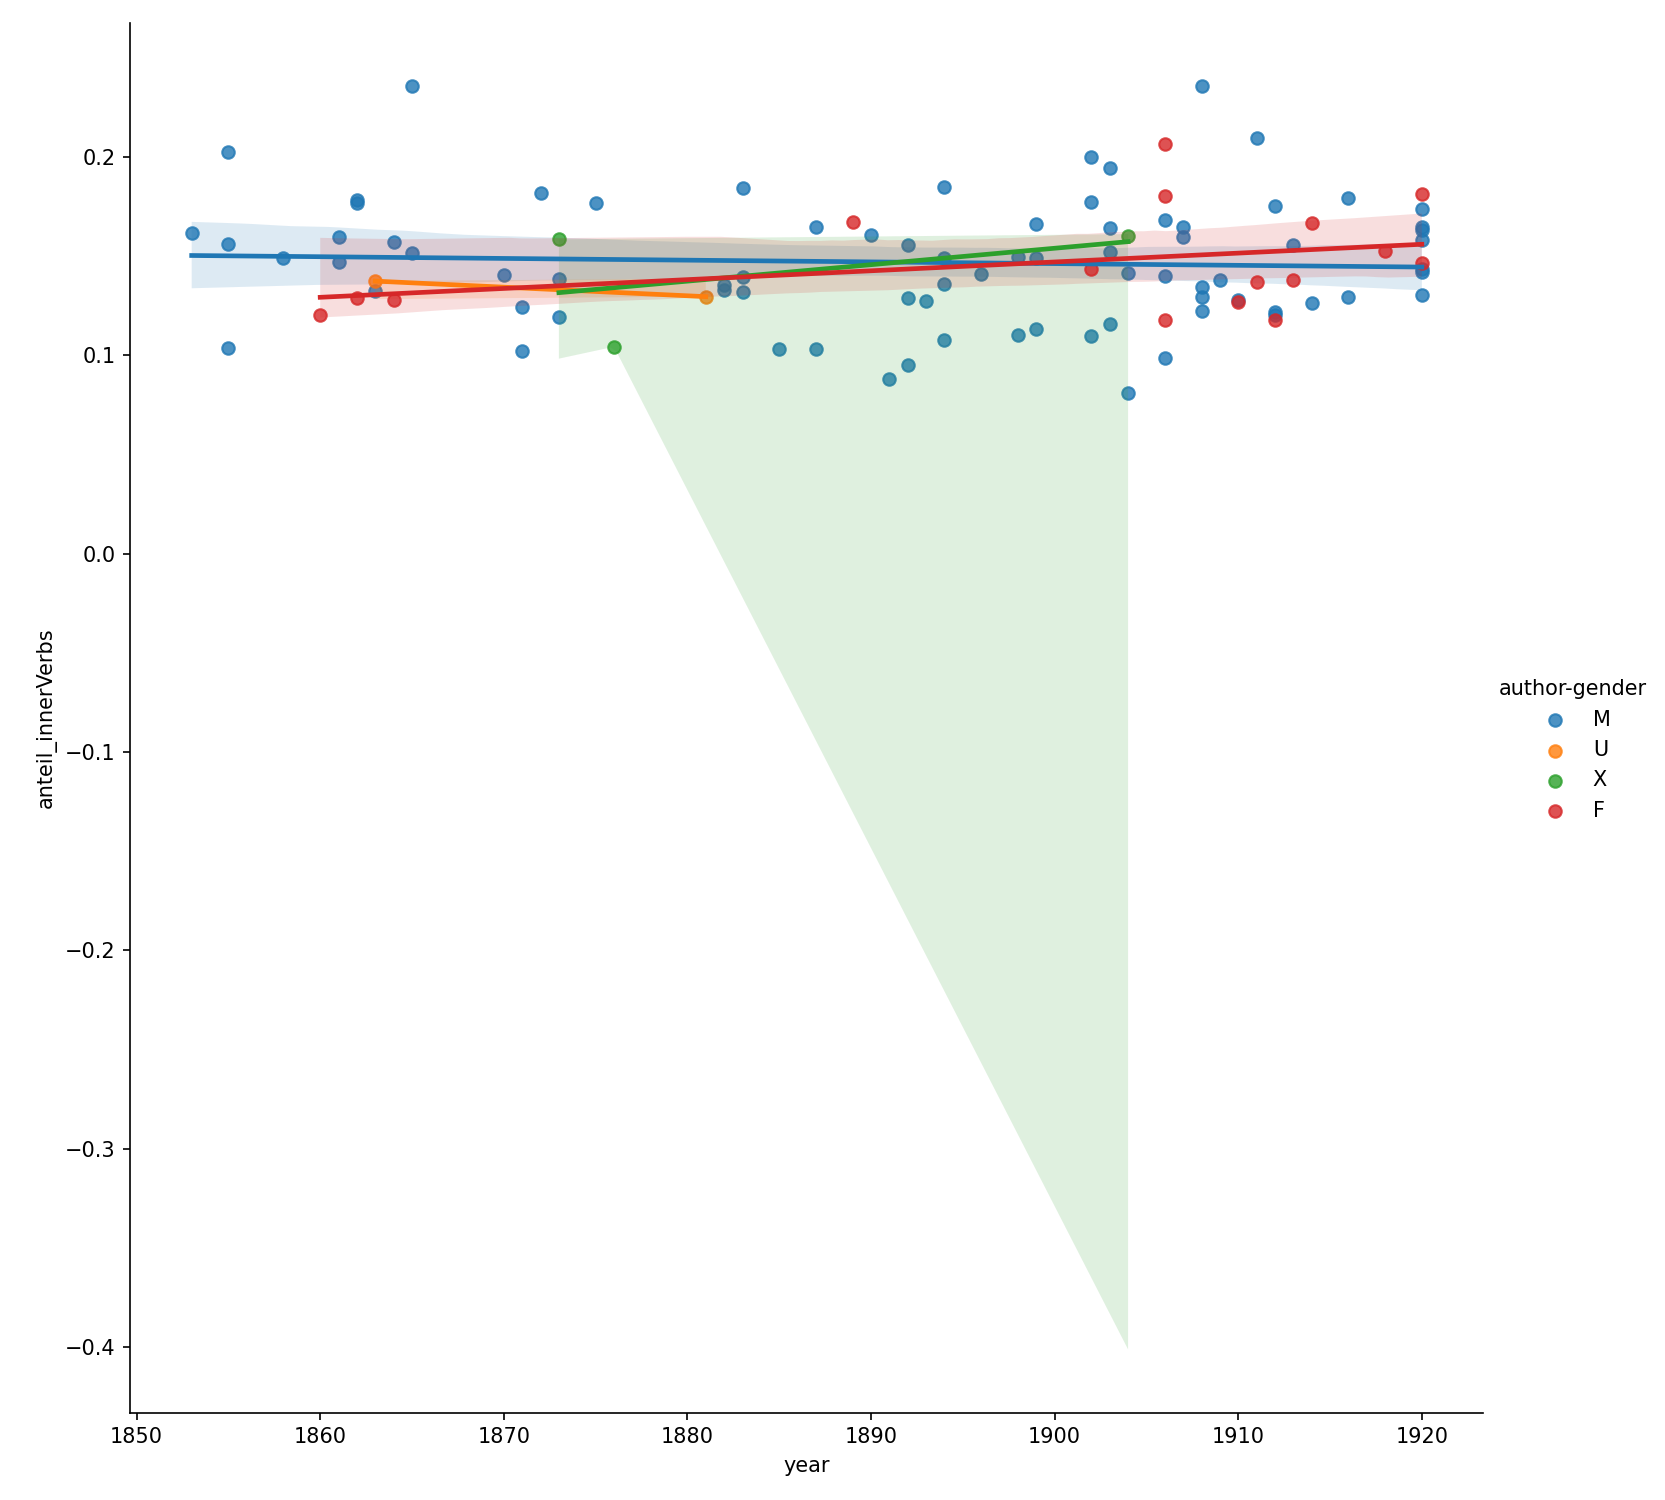 0.2
0.1
0.0
−0.1
−0.2
−0.3
−0.4
anteil_innerVerbs
1850 1860 1870 1880 1890 1900 1910 1920
year
author-gender
M
U
X
F